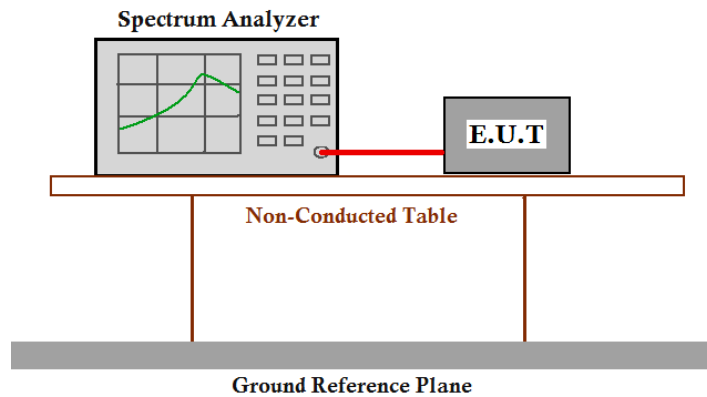 Spectrum Analyzer
E.U.T
Non-Conducted Table
Ground Reference Plane